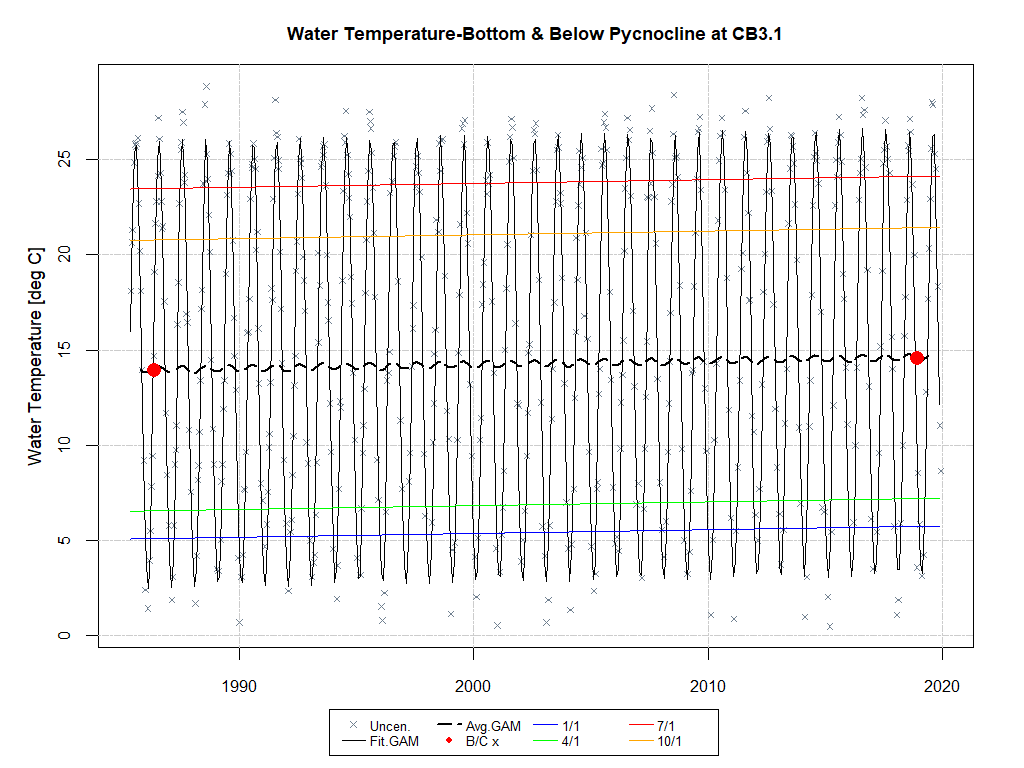 Water Temperature-Bottom & Below Pycnocline at CB3.1
Water Temperature [deg C]
25
20
15
10
5
0
1990 2000 2010 2020
Uncen. Avg.GAM 1/1 7/1
Fit.GAM B/C x 4/1 10/1